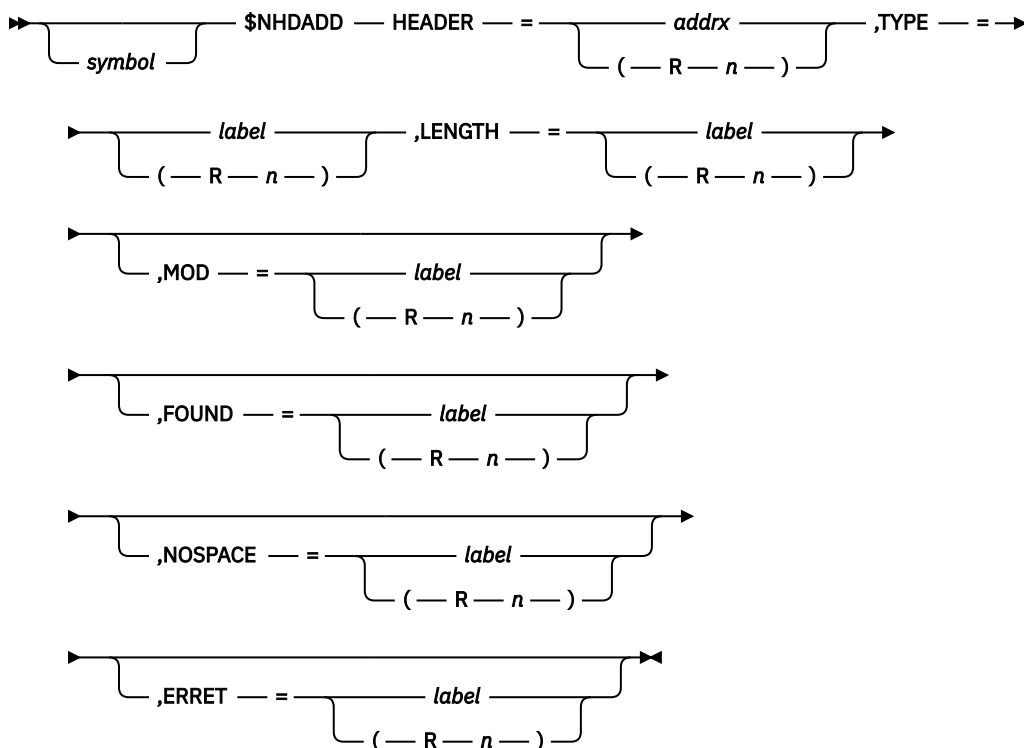 $NHDADD HEADER = addrx ,TYPE =
symbol ( R n )
label ,LENGTH = label
( R n ) ( R n )
,MOD = label
( R n )
,FOUND = label
( R n )
,NOSPACE = label
( R n )
,ERRET = label
( R n )